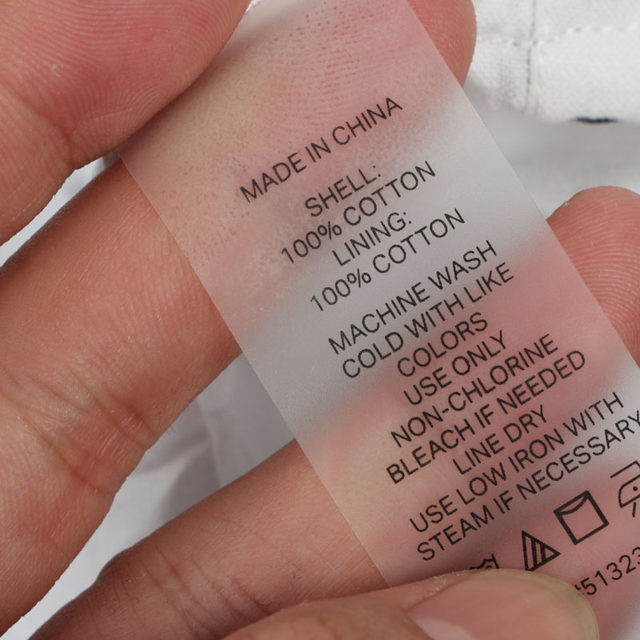 MADE IN CHINA
SHELL:
100% COTTON
LINING:
100% COTTON
MACHINE WASH
COLD WITH LIKE
COLORS
USE ONLY
NON-CHLORINE
BLEACH IF NEEDED
LINE DRY
USE LOW IRON WITH
STEAM IF NECESSARY